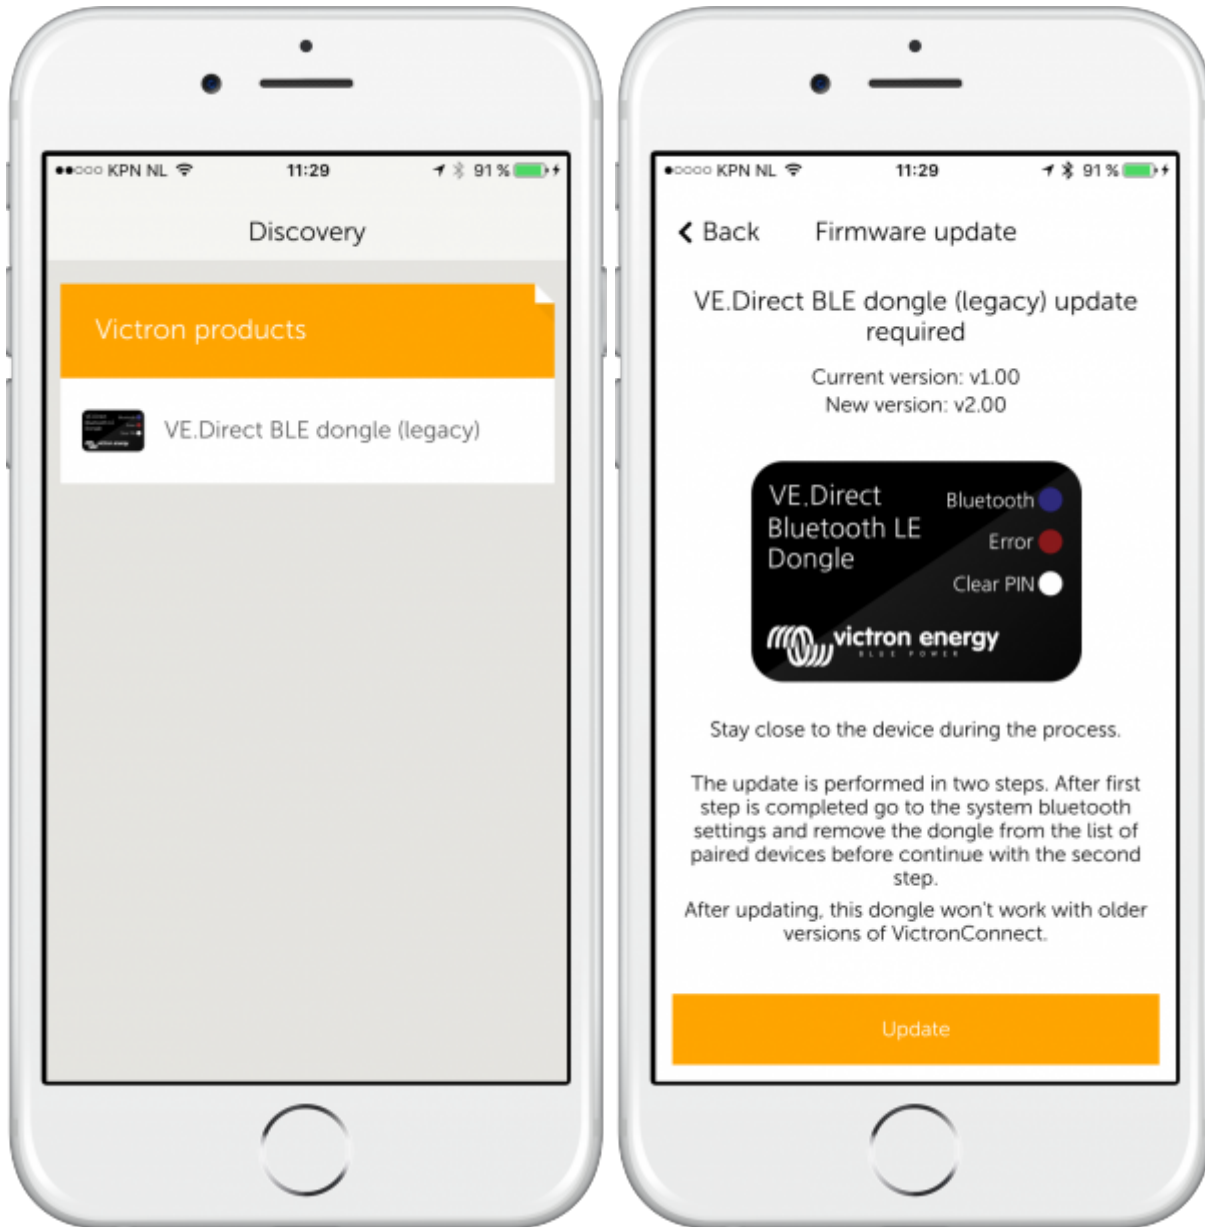 KPN NL 11:29 91 %
Discovery
Victron products
VE.Direct BLE dongle (legacy)
victron energy
KPN NL 11:29 91 %
Back Firmware update
VE.Direct BLE dongle (legacy) update
required
Current version: v1.00
New version: v2.00
VE.Direct
Bluetooth LE
Dongle
Bluetooth
Error
Clear PIN
victron energy
BLUE POWER
Stay close to the device during the process.
The update is performed in two steps. After first
step is completed go to the system bluetooth
settings and remove the dongle from the list of
paired devices before continue with the second
step.
After updating, this dongle won't work with older
versions of VictronConnect.
Update